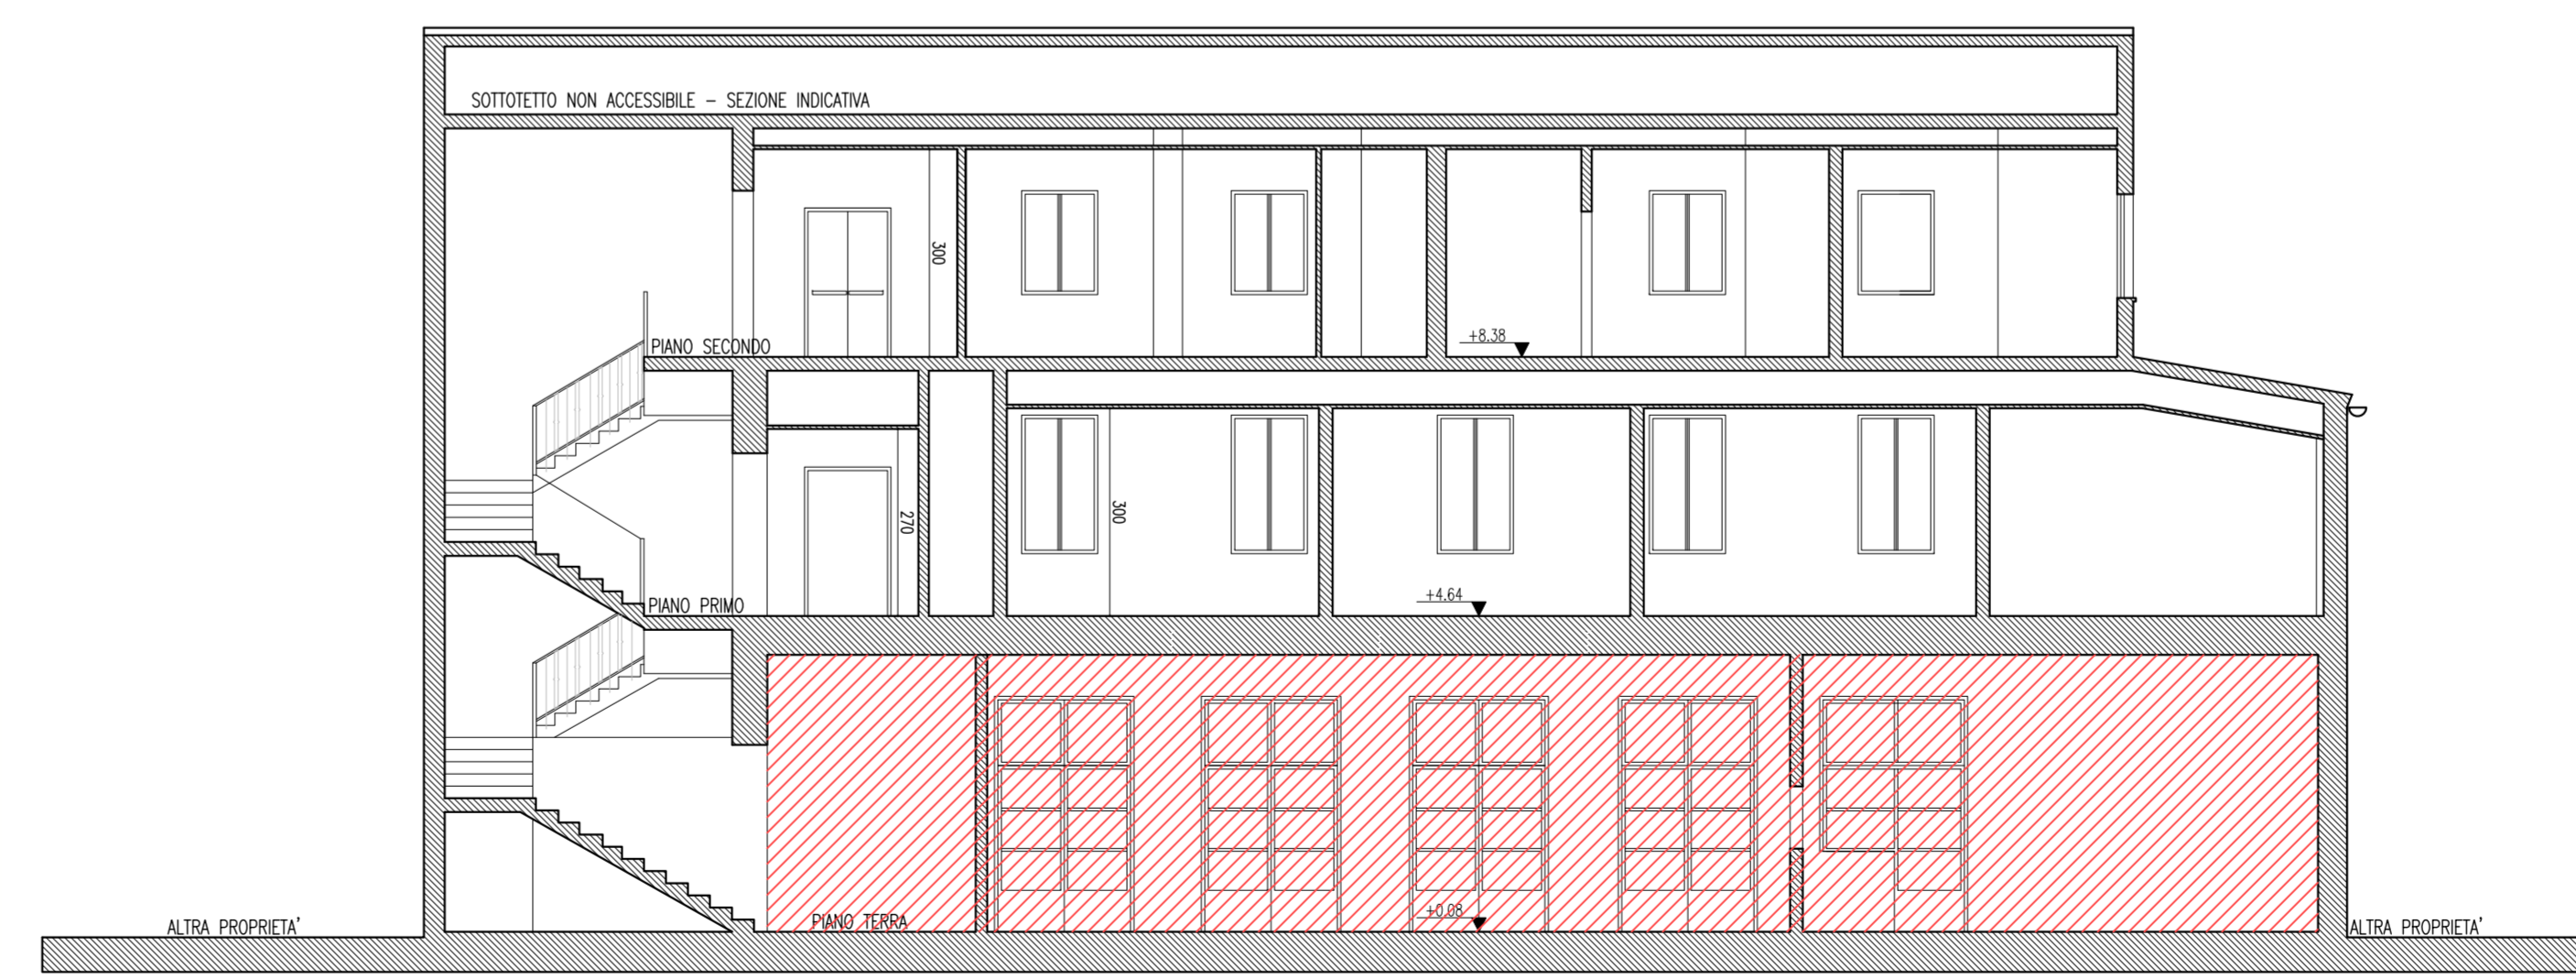 SOTTOTETTO NON ACCESSIBILE – SEZIONE INDICATIVA
300
+8.38
PIANO SECONDO
270
300
+4.64
PIANO PRIMO
+0.08
PIANO TERRA
ALTRA PROPRIETA'
ALTRA PROPRIETA'